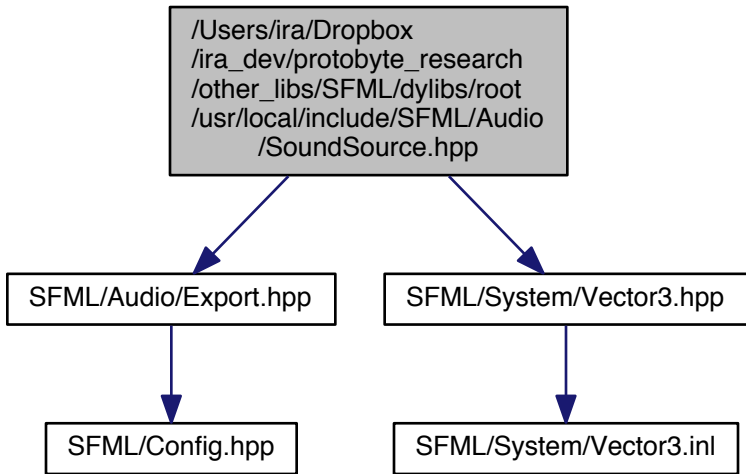 /Users/ira/Dropbox
/ira_dev/protobyte_research
/other_libs/SFML/dylibs/root
/usr/local/include/SFML/Audio
/SoundSource.hpp
SFML/Audio/Export.hpp
SFML/System/Vector3.hpp
SFML/Config.hpp
SFML/System/Vector3.inl